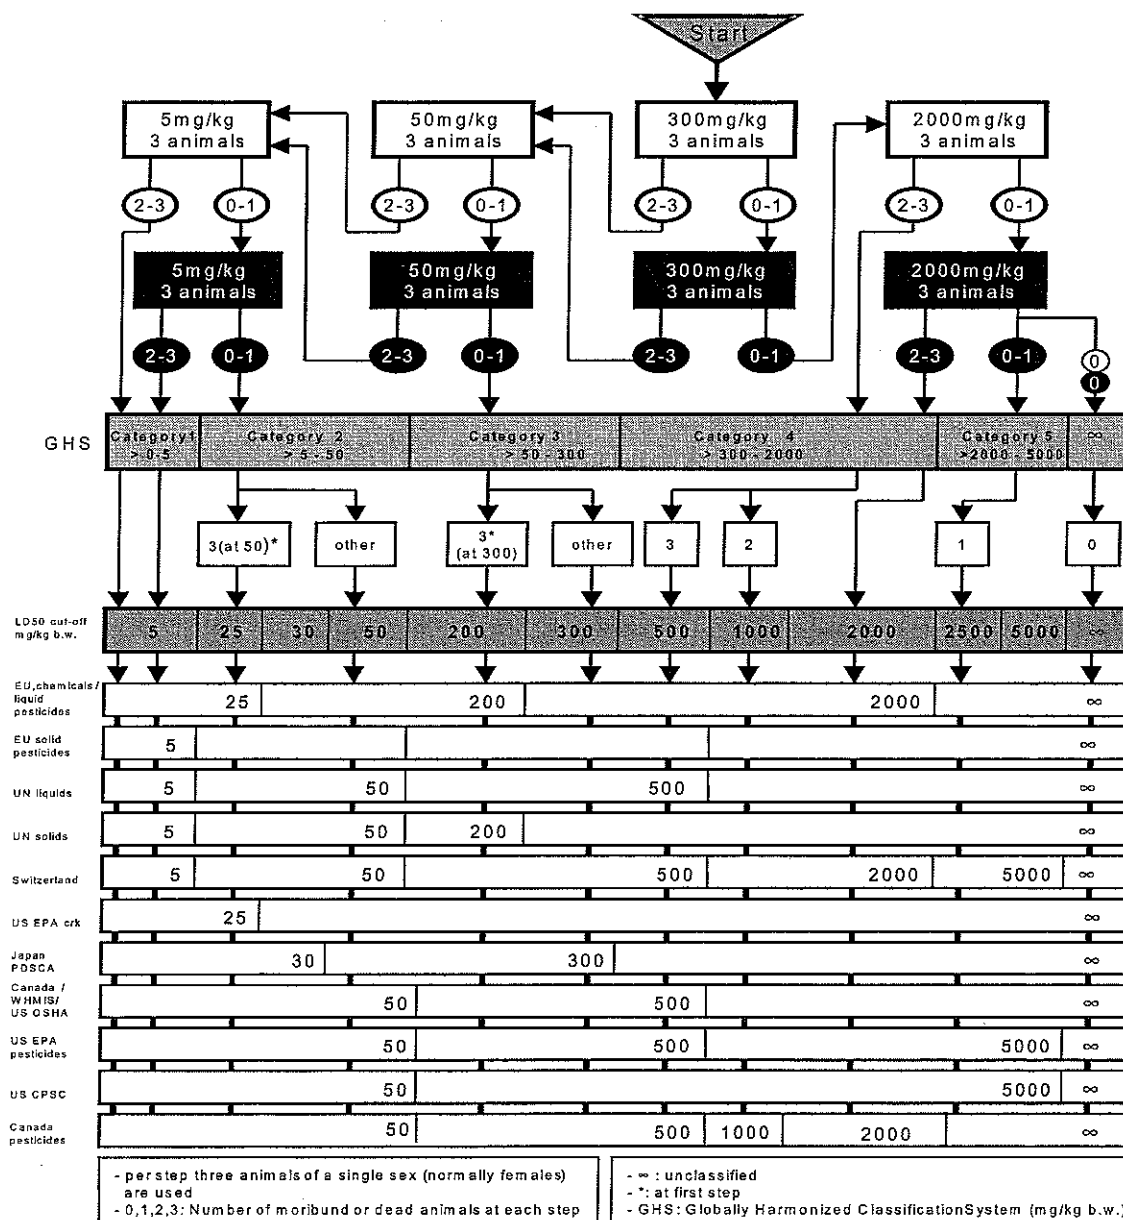 Start
5mg/kg
3 animals
50mg/kg
3 animals
300mg/kg
3 animals
2000mg/kg
3 animals
2-3
0-1
2-3
0-1
2-3
0-1
2-3
0-1
5mg/kg
3 animals
50mg/kg
3 animals
300mg/kg
3 animals
2000mg/kg
3 animals
2-3
0-1
2-3
0-1
2-3
0-1
2-3
0-1
0
0
GHS
Category 1
> 0-5
Category 2
> 5 - 50
Category 3
> 50 - 300
Category 4
> 300 - 2000
Category 5
>2000 - 5000
∞
3(at 50)*
other
3*
(at 300)
other
3
2
1
0
LD50 cut-off
mg/kg b.w.
5
25
30
50
200
300
500
1000
2000
2500
5000
∞
EU,chemicals/
liquid
pesticides
25
200
2000
∞
EU solid
pesticides
5
∞
UN liquids
5
50
500
∞
UN solids
5
50
200
∞
Switzerland
5
50
500
2000
5000
∞
US EPA c/k
25
∞
Japan
PDSCA
30
300
∞
Canada /
WHMIS/
US OSHA
50
500
∞
US EPA
pesticides
50
500
5000
∞
US CPSC
50
5000
∞
Canada
pesticides
50
500
1000
2000
∞
- per step three animals of a single sex (normally females)
are used
- 0,1,2,3: Number of moribund or dead animals at each step
- ∞ : unclassified
- *: at first step
- GHS: Globally Harmonized ClassificationSystem (mg/kg b.w.)